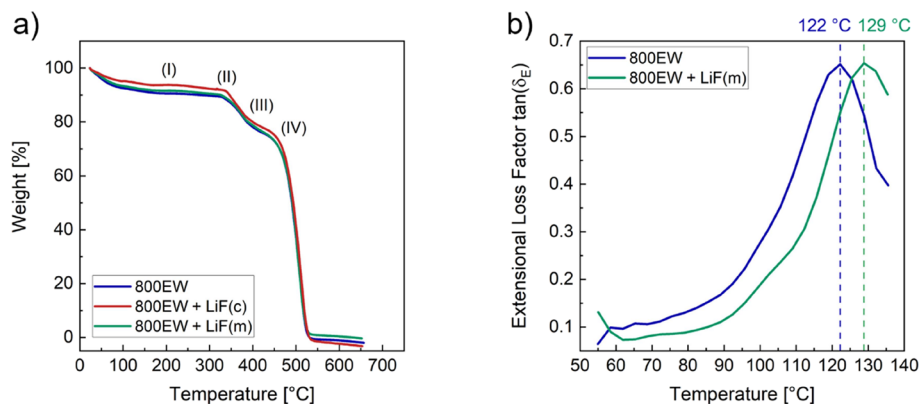 a)
100
80
60
40
20
0
Weight [%]
(I)
(II)
(III)
(IV)
800EW
800EW + LiF(c)
800EW + LiF(m)
0 100 200 300 400 500 600 700
Temperature [°C]
b)
122 °C 129 °C
0.7
0.6
0.5
0.4
0.3
0.2
0.1
Extensional Loss Factor tan(δE)
800EW
800EW + LiF(m)
50 60 70 80 90 100 110 120 130 140
Temperature [°C]